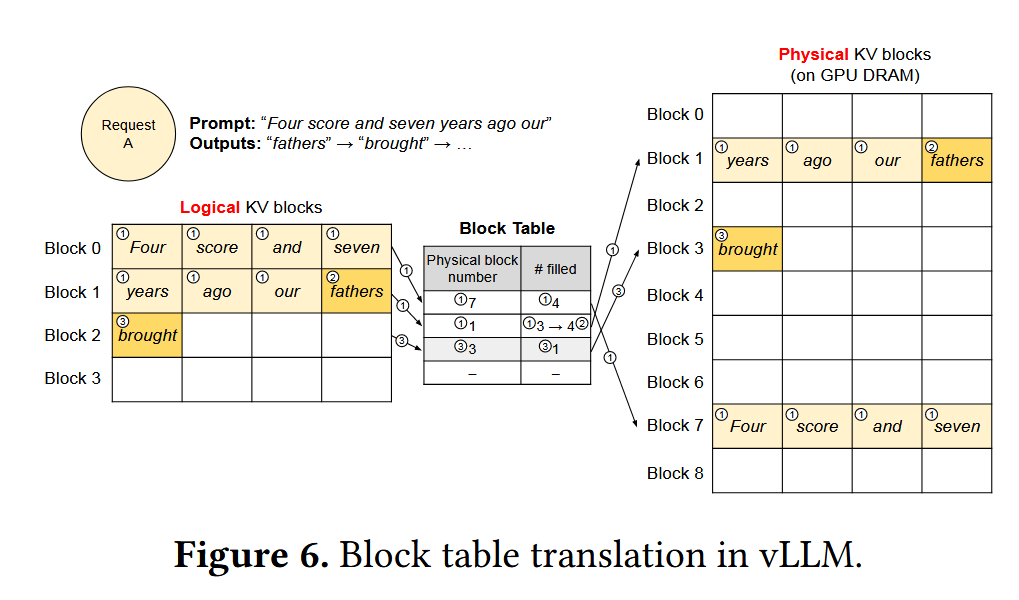 Request
A
Prompt: “Four score and seven years ago our”
Outputs: “fathers” → “brought” → …
Logical KV blocks
Block 0 ① Four ① score ① and ① seven
Block 1 ① years ① ago ① our ② fathers
Block 2 ③ brought
Block 3
① ① ③
Block Table
Physical block number # filled
①7 ①4
①1 ①3 → 4②
③3 ③1
– –
① ③ ①
Physical KV blocks
(on GPU DRAM)
Block 0
Block 1 ① years ① ago ① our ② fathers
Block 2
Block 3 ③ brought
Block 4
Block 5
Block 6
Block 7 ① Four ① score ① and ① seven
Block 8
Figure 6. Block table translation in vLLM.